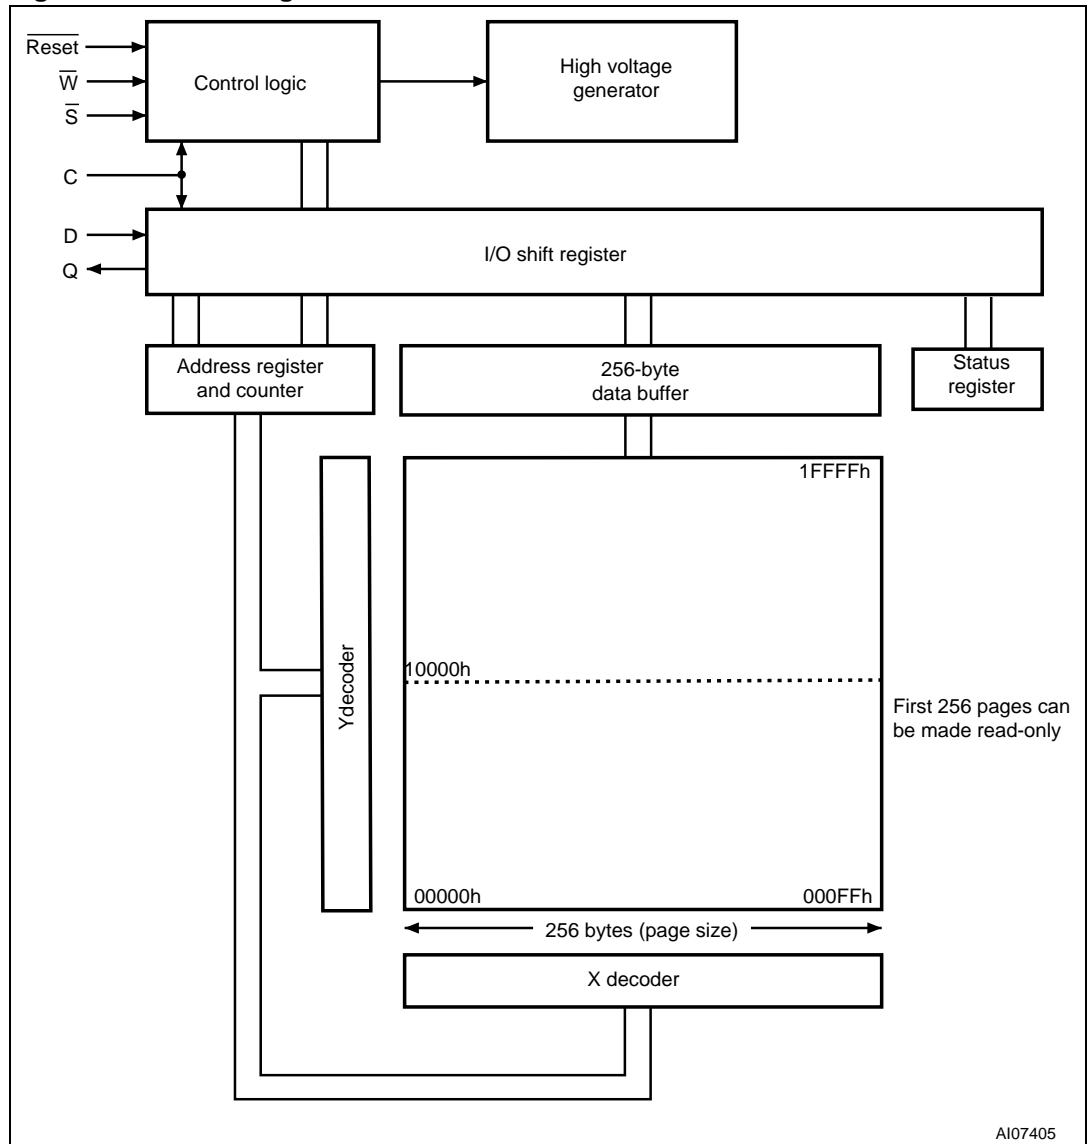 Reset
W
S
C
D
Q
Control logic
High voltage
generator
I/O shift register
Address register
and counter
256-byte
data buffer
Status
register
1FFFFh
10000h
Ydecoder
First 256 pages can
be made read-only
00000h
000FFh
256 bytes (page size)
X decoder
AI07405